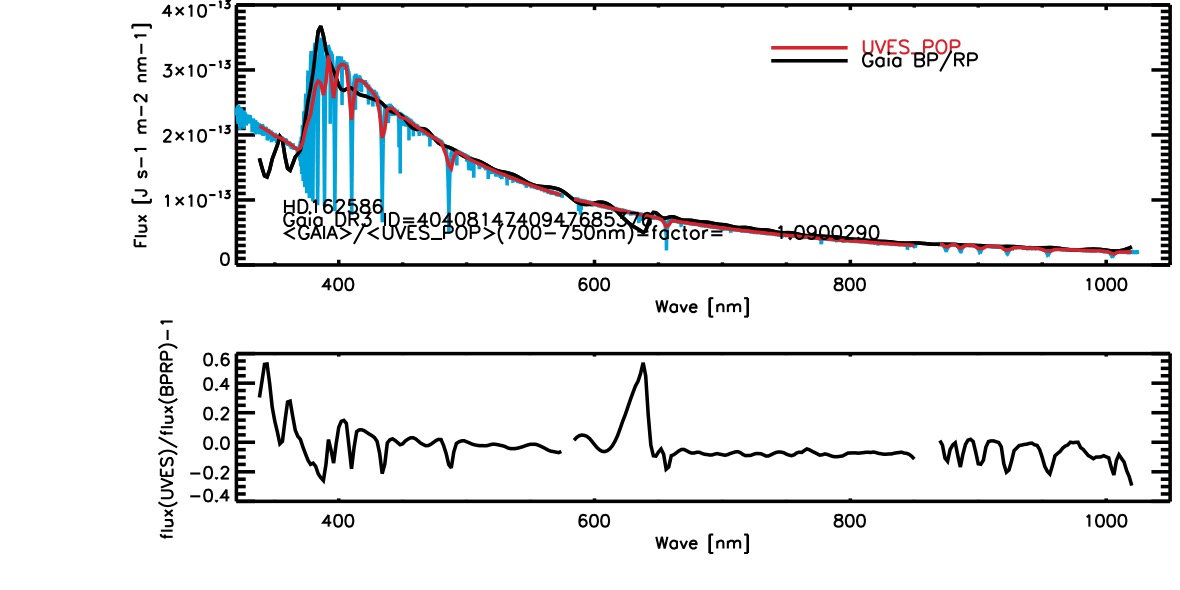 4×10−13
3×10−13
2×10−13
1×10−13
0
Flux [J s−1 m−2 nm−1]
UVES_POP
Gaia BP/RP
HD162586
<GAIA>/<UVES_POP>(700−750nm)=factor= 1.0900290
400 600 800 1000
Wave [nm]
0.6
0.4
0.2
0.0
−0.2
−0.4
flux(UVES)/flux(BPRP)−1
400 600 800 1000
Wave [nm]